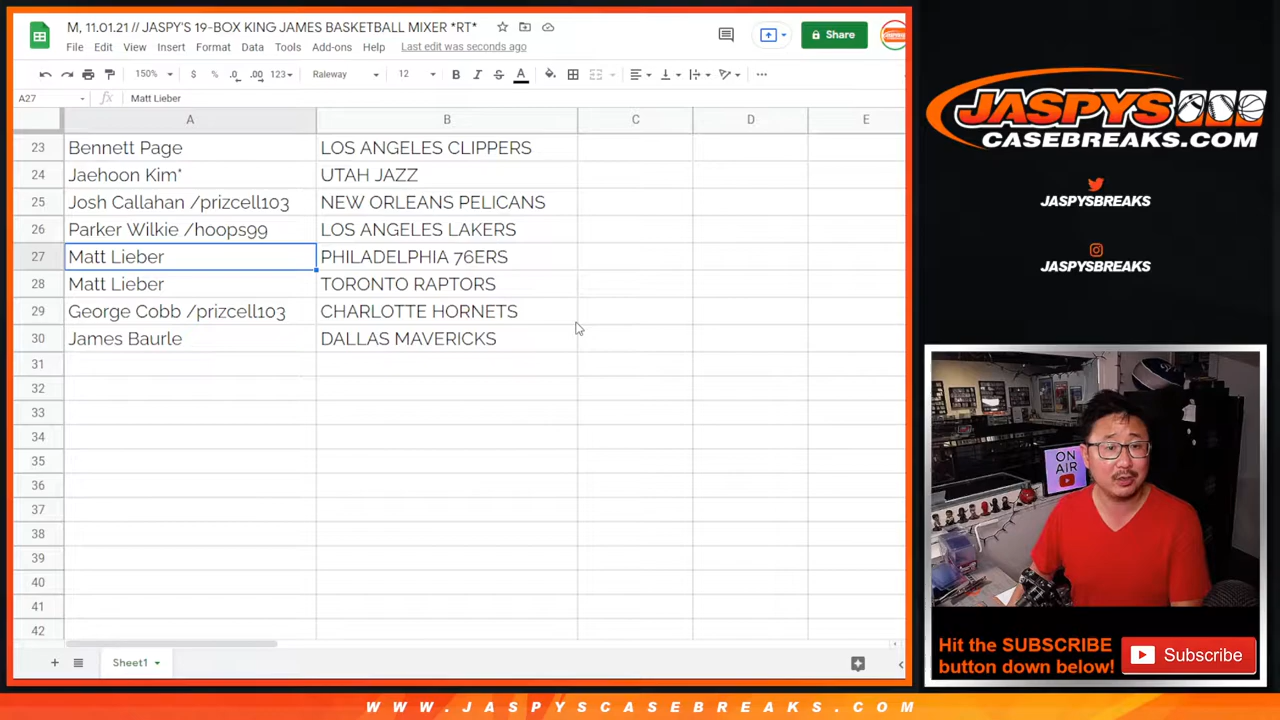 M, 11.01.21 // JASPY'S 19-BOX KING JAMES BASKETBALL MIXER *RT*
File Edit View Insert Format Data Tools Add-ons Help Last edit was seconds ago
Share
150% $ % .0 .00 123 Raleway 12 B I S A
A27 fx Matt Lieber
A B C D E
23 Bennett Page LOS ANGELES CLIPPERS
24 Jaehoon Kim* UTAH JAZZ
25 Josh Callahan /prizcell103 NEW ORLEANS PELICANS
26 Parker Wilkie /hoops99 LOS ANGELES LAKERS
27 Matt Lieber PHILADELPHIA 76ERS
28 Matt Lieber TORONTO RAPTORS
29 George Cobb /prizcell103 CHARLOTTE HORNETS
30 James Baurle DALLAS MAVERICKS
31
32
33
34
35
36
37
38
39
40
41
42
Sheet1
JASPYS
CASEBREAKS.COM
JASPYSBREAKS
JASPYSBREAKS
ON
AIR
Hit the SUBSCRIBE
button down below!
Subscribe
WWW.JASPYSCASEBREAKS.COM